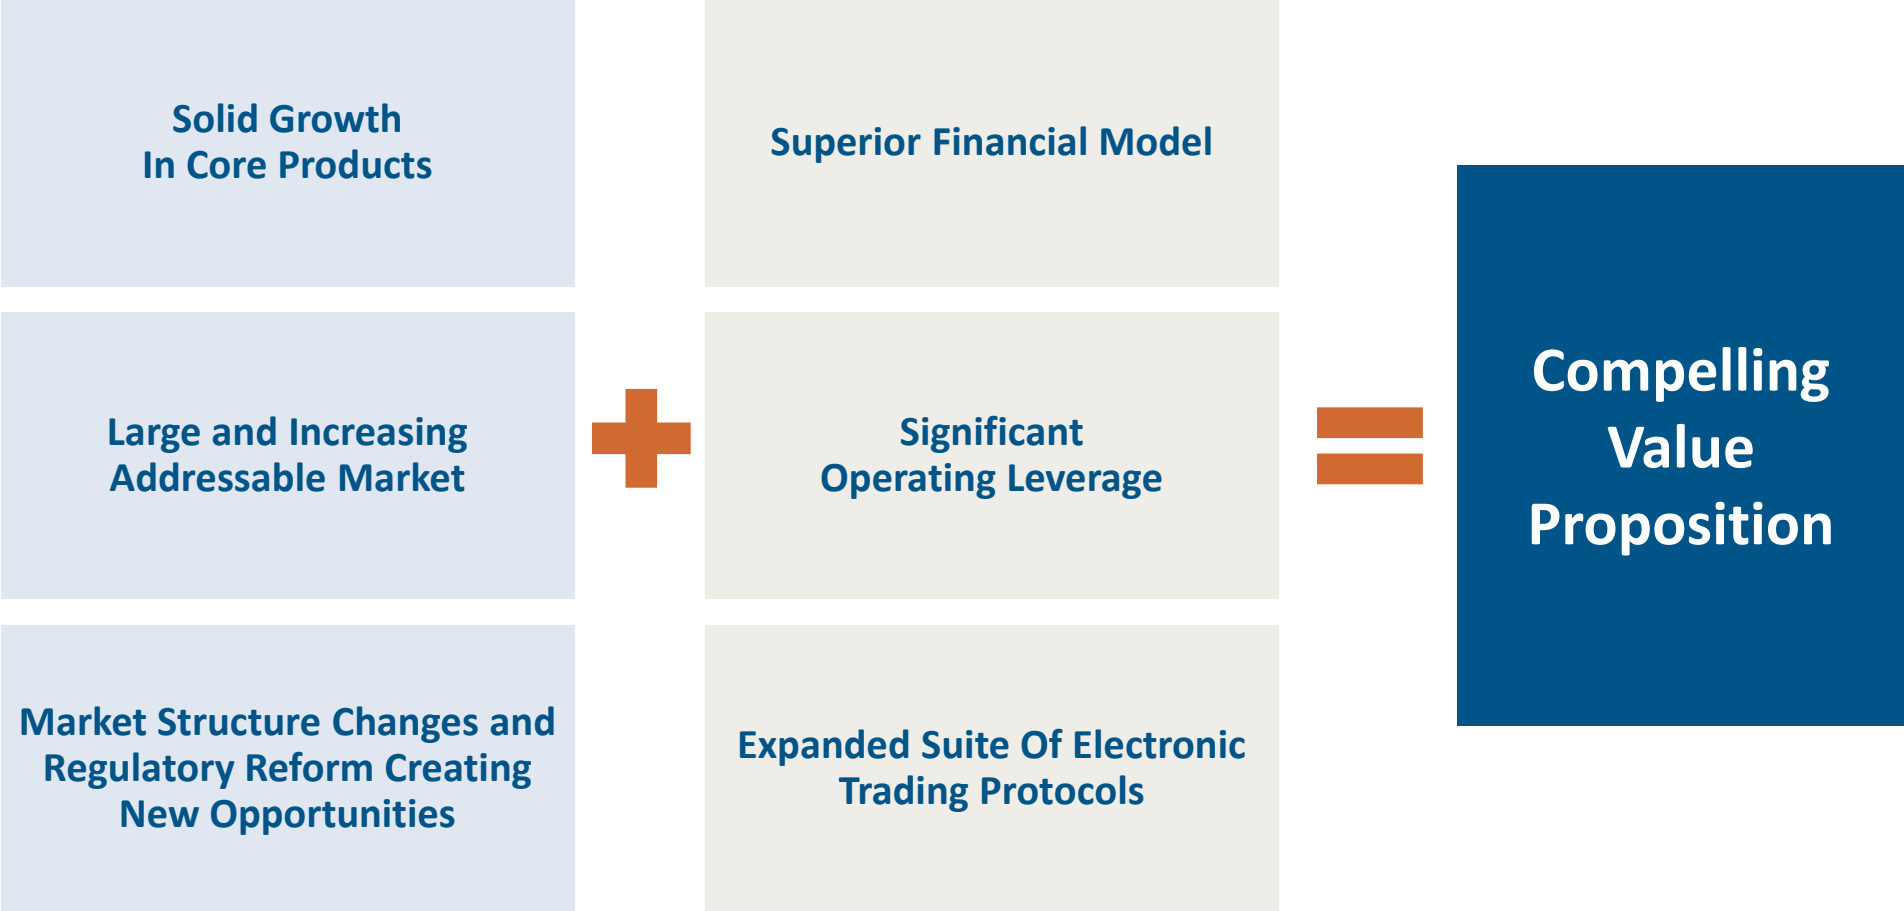 Solid Growth
In Core Products
Superior Financial Model
Large and Increasing
Addressable Market
Significant
Operating Leverage
Market Structure Changes and
Regulatory Reform Creating
New Opportunities
Expanded Suite Of Electronic
Trading Protocols
Compelling
Value
Proposition